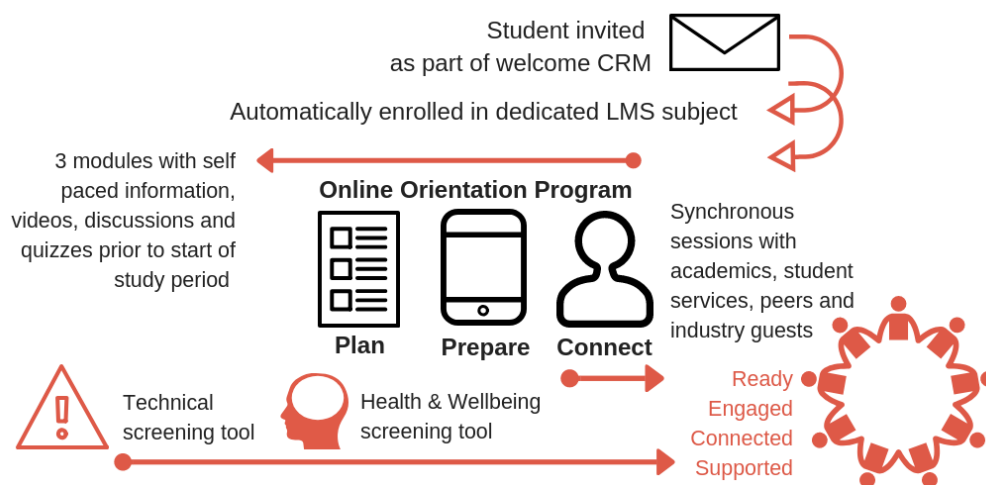 Student invited
as part of welcome CRM
Automatically enrolled in dedicated LMS subject
3 modules with self
paced information,
videos, discussions and
quizzes prior to start of
study period
Online Orientation Program
Plan
Prepare
Connect
Synchronous
sessions with
academics, student
services, peers and
industry guests
Technical
screening tool
Health & Wellbeing
screening tool
Ready
Engaged
Connected
Supported